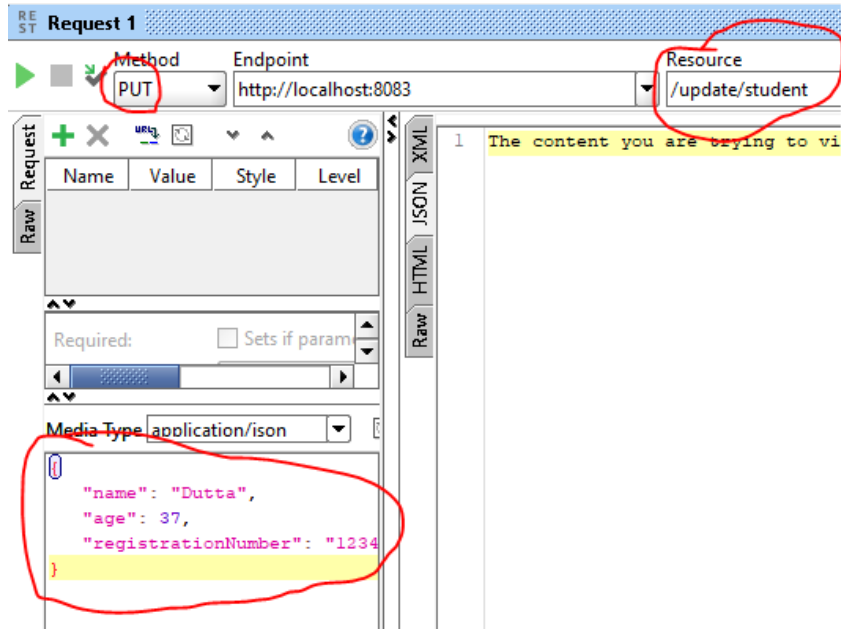 RE
ST
Request 1
Method
Endpoint
Resource
PUT
http://localhost:8083
/update/student
Request
Raw
Name
Value
Style
Level
Required:
Sets if param
Media Type
application/json
{
"name": "Dutta",
"age": 37,
"registrationNumber": "1234
}
XML
JSON
HTML
Raw
1
The content you are trying to vi